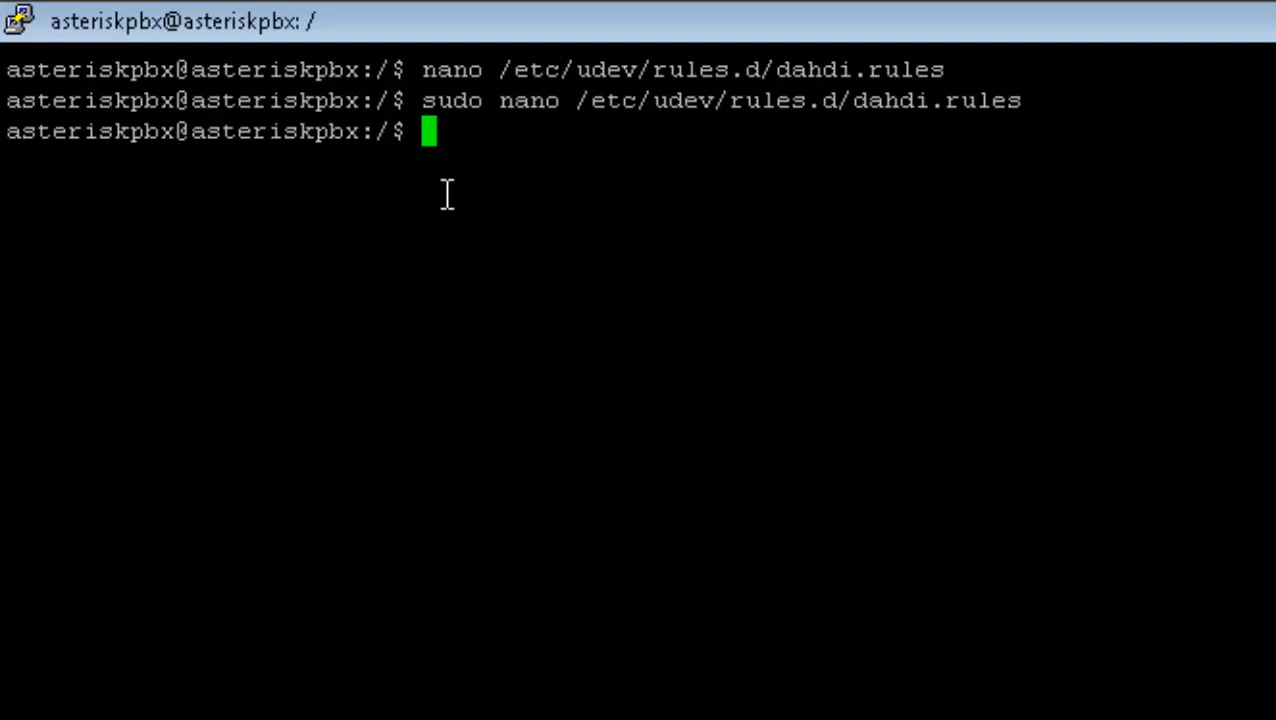 asteriskpbx@asteriskpbx: /
asteriskpbx@asteriskpbx:/$ nano /etc/udev/rules.d/dahdi.rules
asteriskpbx@asteriskpbx:/$ sudo nano /etc/udev/rules.d/dahdi.rules
asteriskpbx@asteriskpbx:/$